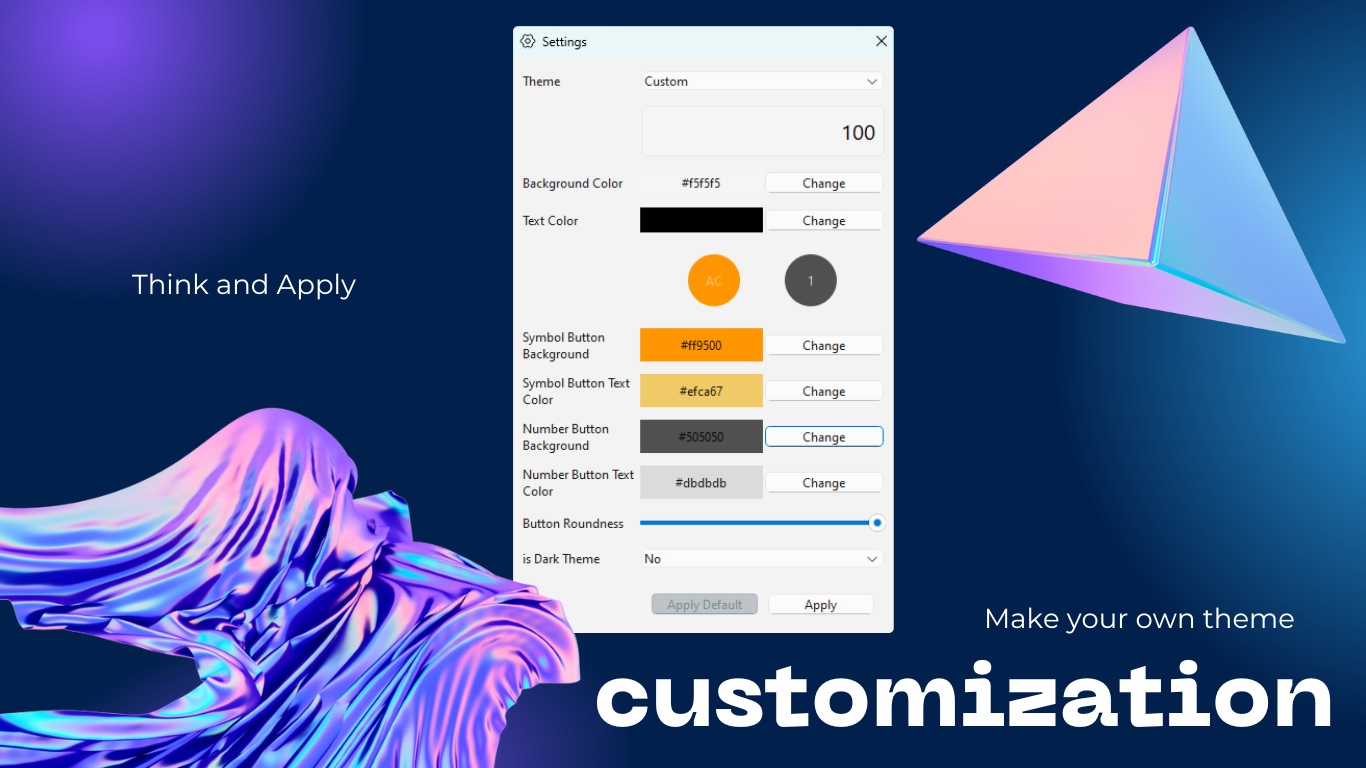 Settings
Theme
Custom
100
Background Color
#f5f5f5
Change
Text Color
Change
AC
1
Think and Apply
Symbol Button
Background
#ff9500
Change
Symbol Button Text
Color
#efca67
Change
Number Button
Background
#505050
Change
Number Button Text
Color
#dbdbdb
Change
Button Roundness
is Dark Theme
No
Apply Default
Apply
Make your own theme
customization